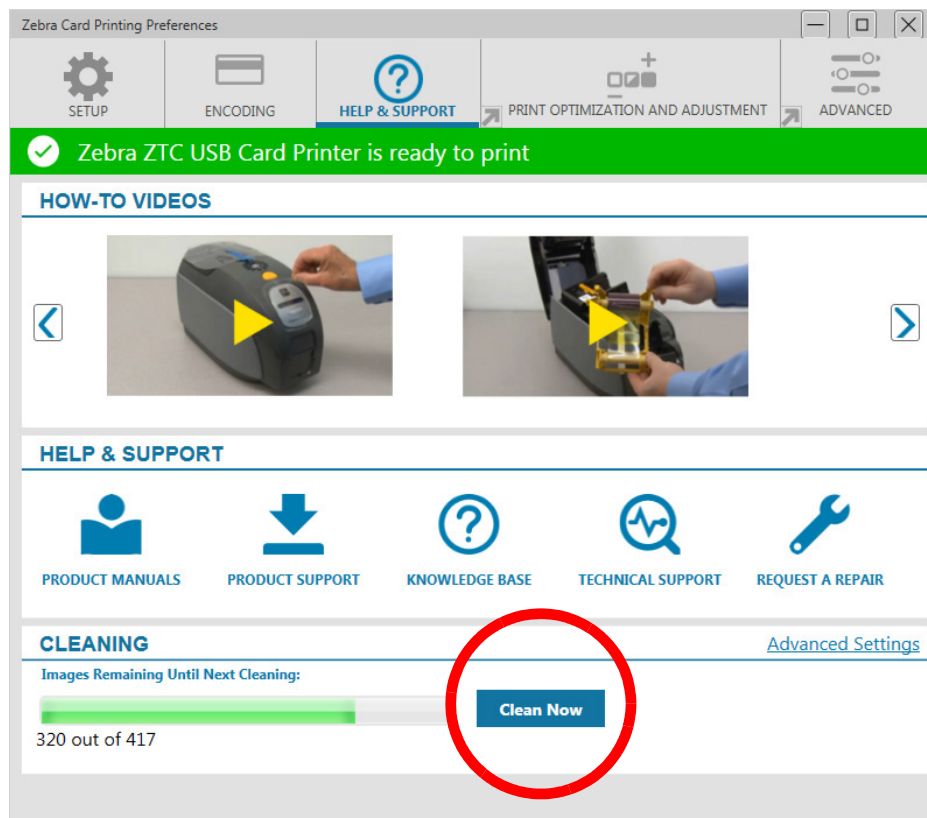 Zebra Card Printing Preferences
SETUP
ENCODING
HELP & SUPPORT
PRINT OPTIMIZATION AND ADJUSTMENT
ADVANCED
Zebra ZTC USB Card Printer is ready to print
HOW-TO VIDEOS
HELP & SUPPORT
PRODUCT MANUALS
PRODUCT SUPPORT
KNOWLEDGE BASE
TECHNICAL SUPPORT
REQUEST A REPAIR
CLEANING
Advanced Settings
Images Remaining Until Next Cleaning:
Clean Now
320 out of 417